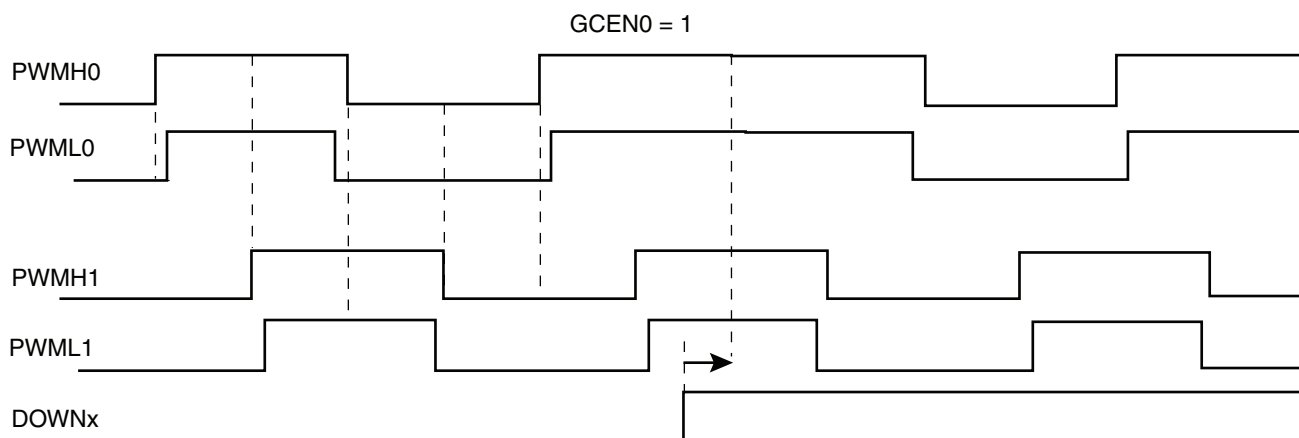 GCEN0 = 1
PWMH0
PWML0
PWMH1
PWML1
DOWNx